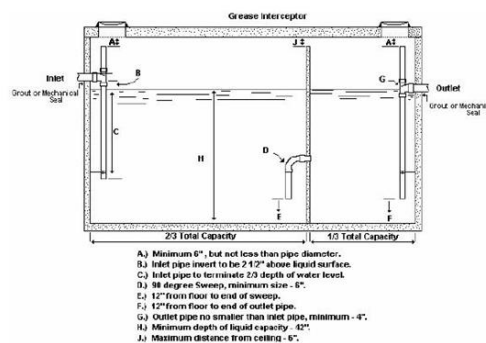 Grease Interceptor
A
J
A
Inlet
B
G
Outlet
Grout or Mechanical
Seal
Grout or Mechani
Seal
C
H
D
E
F
2/3 Total Capacity
1/3 Total Capacity
A.) Minimum 6", but not less than pipe diameter.
B.) Inlet pipe invert to be 2 1/2" above liquid surface.
C.) Inlet pipe to terminate 2/3 depth of water level.
D.) 90 degree Sweep, minimum size - 6".
E.) 12" from floor to end of sweep.
F.) 12" from floor to end of outlet pipe.
G.) Outlet pipe no smaller than inlet pipe, minimum - 4".
H.) Minimum depth of liquid capacity - 42".
J.) Maximum distance from ceiling - 6".